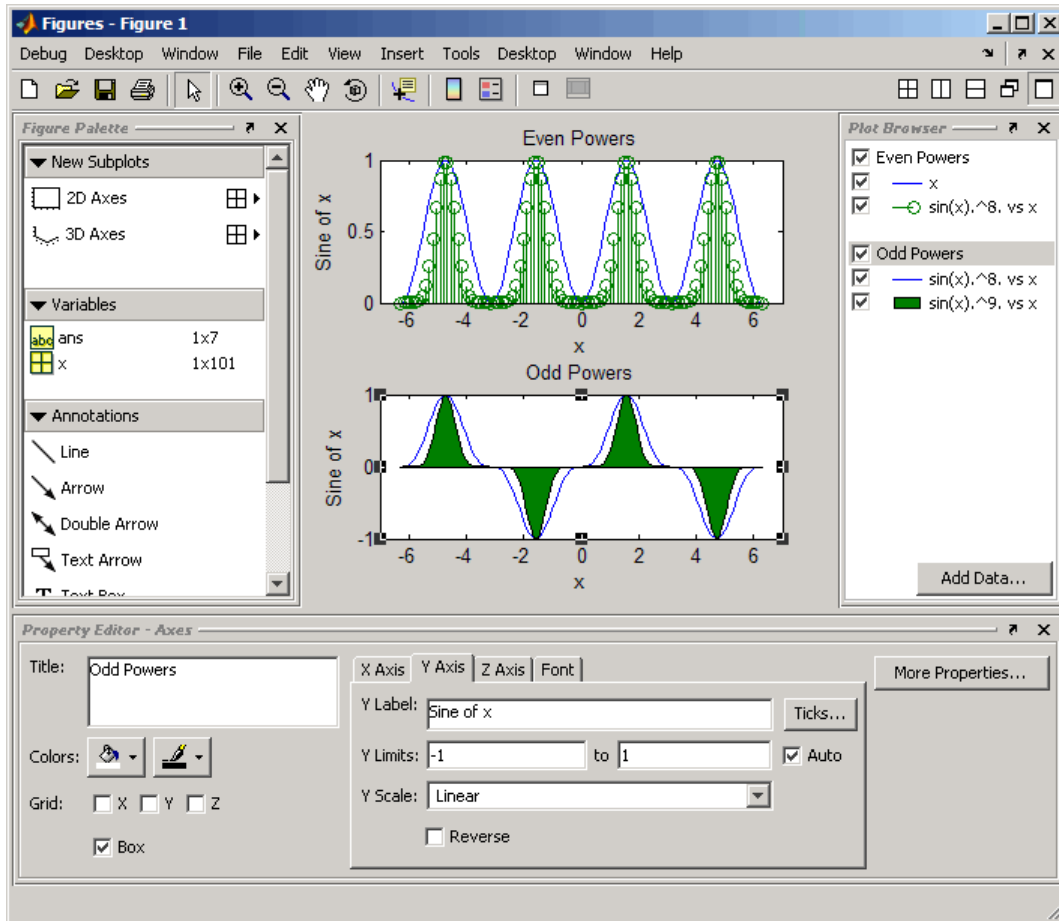 Figures - Figure 1
Debug Desktop Window File Edit View Insert Tools Desktop Window Help
Figure Palette
New Subplots
2D Axes
3D Axes
Variables
abc ans 1x7
x 1x101
Annotations
Line
Arrow
Double Arrow
Text Arrow
T Text Box
Even Powers
1
0.5
0
Sine of x
-6 -4 -2 0 2 4 6
x
Odd Powers
1
0
-1
Sine of x
-6 -4 -2 0 2 4 6
x
Plot Browser
Even Powers
x
sin(x).^8. vs x
Odd Powers
sin(x).^8. vs x
sin(x).^9. vs x
Add Data...
Property Editor - Axes
Title: Odd Powers
Colors:
Grid: X Y Z
Box
X Axis Y Axis Z Axis Font
Y Label: Sine of x Ticks...
Y Limits: -1 to 1 Auto
Y Scale: Linear
Reverse
More Properties...